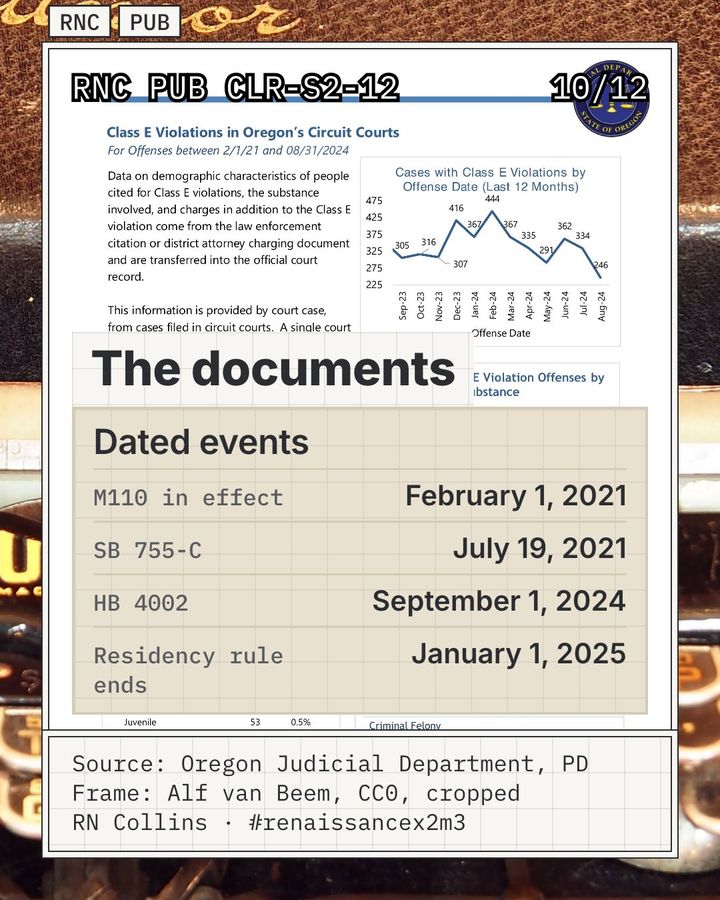 RNC PUB
RNC PUB CLR-S2-12 10/12
STATE OF OREGON
Class E Violations in Oregon's Circuit Courts
For Offenses between 2/1/21 and 08/31/2024
Data on demographic characteristics of people
cited for Class E violations, the substance
involved, and charges in addition to the Class E
violation come from the law enforcement
citation or district attorney charging document
and are transferred into the official court
record.
This information is provided by court case,
from cases filed in circuit courts. A single court
Cases with Class E Violations by
Offense Date (Last 12 Months)
475
425
375
325
275
225
305
316
307
416
367
444
367
335
291
362
334
246
Sep-23
Oct-23
Nov-23
Dec-23
Jan-24
Feb-24
Mar-24
Apr-24
May-24
Jun-24
Jul-24
Aug-24
Offense Date
E Violation Offenses by
The documents
Dated events
M110 in effect February 1, 2021
SB 755-C July 19, 2021
HB 4002 September 1, 2024
Residency rule January 1, 2025
ends
Juvenile 53 0.5%
Criminal Felony
Source: Oregon Judicial Department, PD
Frame: Alf van Beem, CC0, cropped
RN Collins · #renaissancex2m3